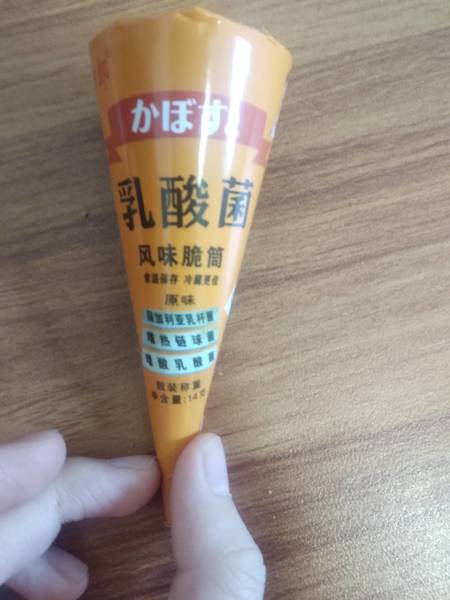 かぼす
乳酸菌
风味脆筒
常温保存 冷藏更佳
原味
保加利亚乳杆菌
嗜热链球菌
嗜酸乳酸菌
散装称重
净含量:14克